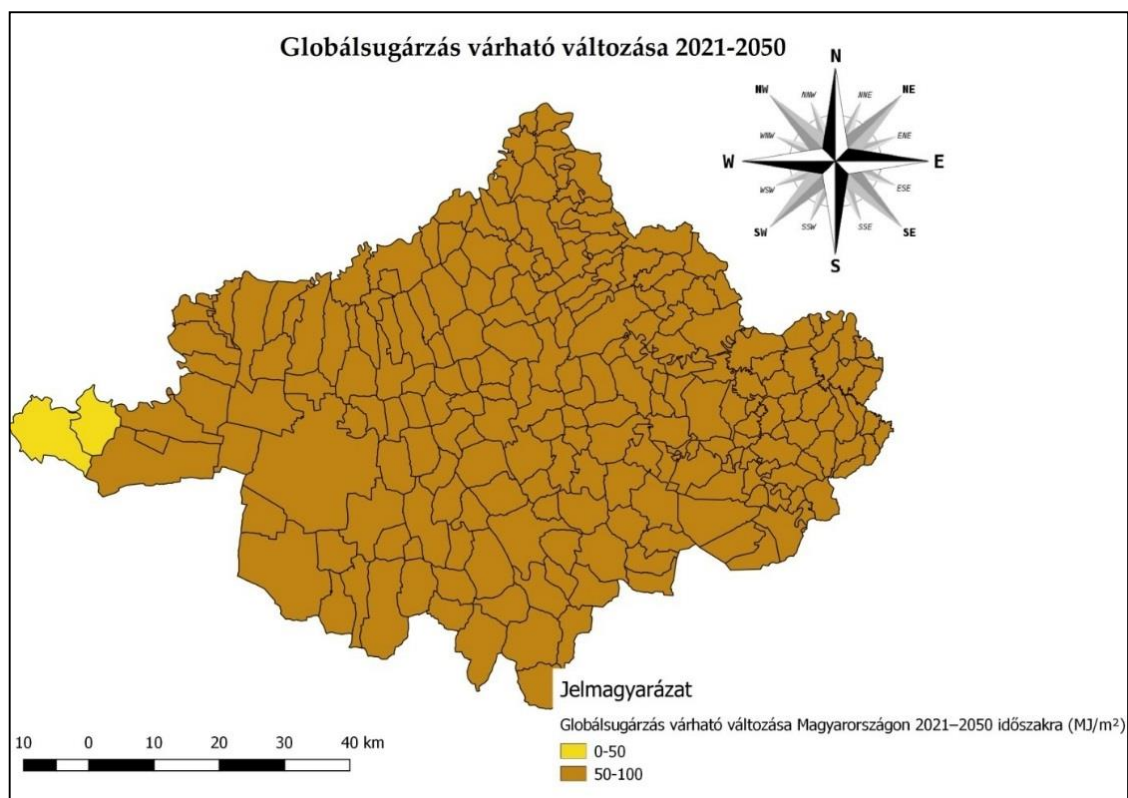 Globálsugárzás várható változása 2021-2050
N
NNW
NNE
NW
NE
WNW
ENE
W
E
WSW
ESE
SW
SSW
SSE
SE
S
Jelmagyarázat
Globálsugárzás várható változása Magyarországon 2021–2050 időszakra (MJ/m²)
0-50
50-100
10 0 10 20 30 40 km